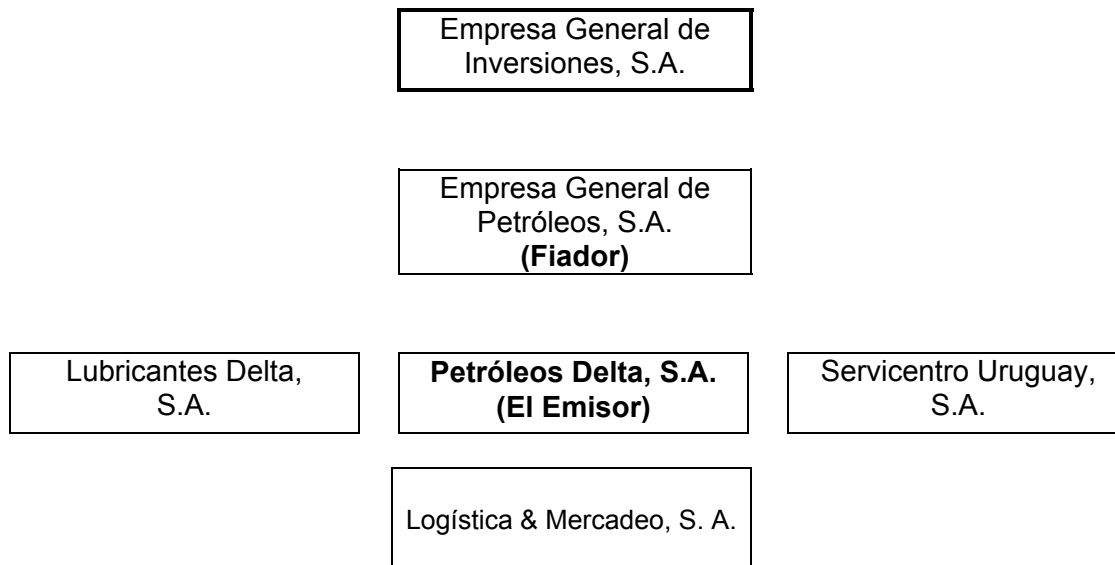 Empresa General de
Inversiones, S.A.
Empresa General de
Petróleos, S.A.
(Fiador)
Lubricantes Delta,
S.A.
Petróleos Delta, S.A.
(El Emisor)
Servicentro Uruguay,
S.A.
Logística & Mercadeo, S. A.